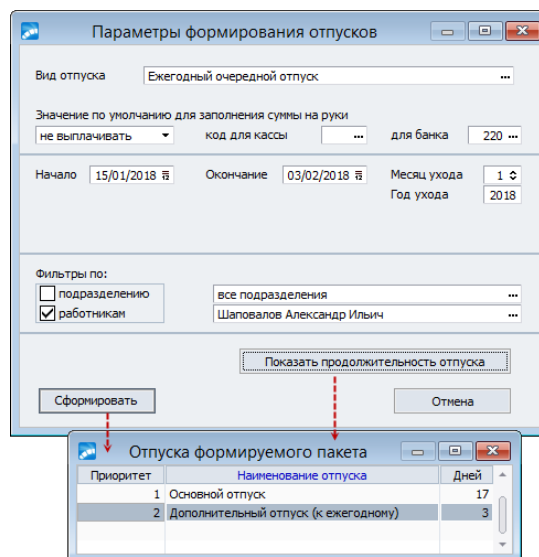 Параметры формирования отпусков
Вид отпуска Ежегодный очередной отпуск ...
Значение по умолчанию для заполнения суммы на руки
не выплачивать код для кассы ... для банка 220 ...
Начало 15/01/2018 Окончание 03/02/2018 Месяц ухода 1
Год ухода 2018
Фильтры по:
подразделению все подразделения ...
работникам Шаповалов Александр Ильич ...
Показать продолжительность отпуска
Сформировать Отмена
Отпуска формируемого пакета
Приоритет Наименование отпуска Дней
1 Основной отпуск 17
2 Дополнительный отпуск (к ежегодному) 3